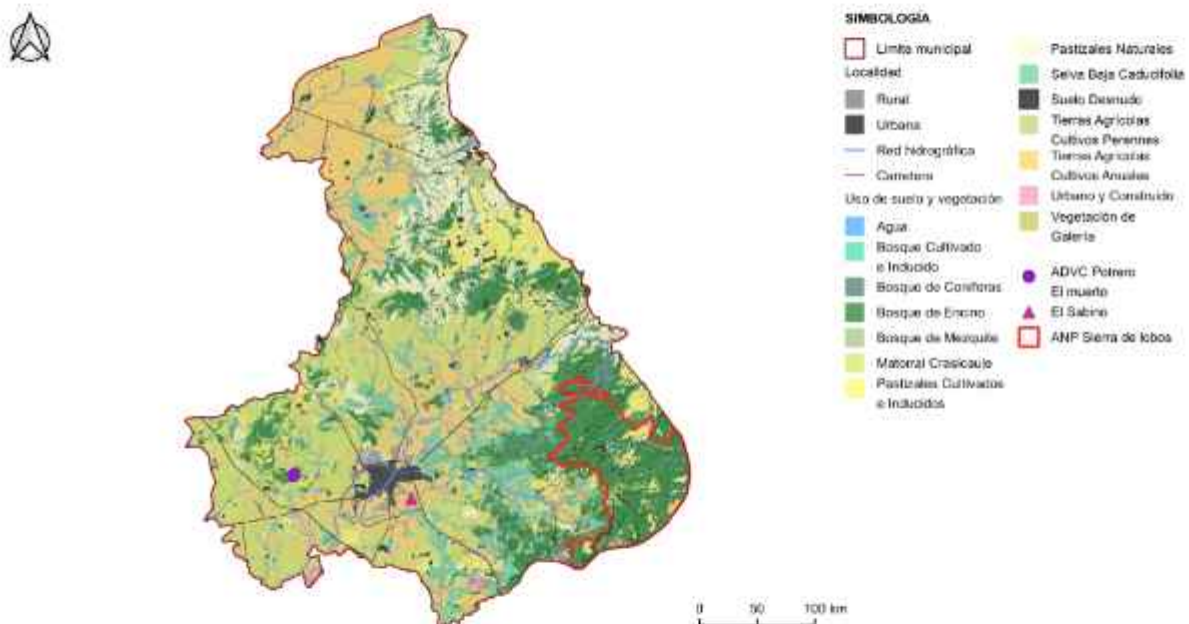 SIMBOLOGÍA
Limite municipal
Localidad
Rural
Urbana
Red hidrográfica
Carretera
Uso de suelo y vegetación
Agua
Bosque Cultivado
e Inducido
Bosque de Coniferas
Bosque de Encino
Bosque de Mezquite
Matorral Crasicaule
Pastizales Cultivados
e Inducidos
Pastizales Naturales
Selva Baja Caducifolia
Suelo Desnudo
Tierras Agrícolas
Cultivos Perennes
Tierras Agrícolas
Cultivos Anuales
Urbano y Construido
Vegetación de
Galería
ADVC Potrero
El muerto
El Sabino
ANP Sierra de lobos
0 50 100 km